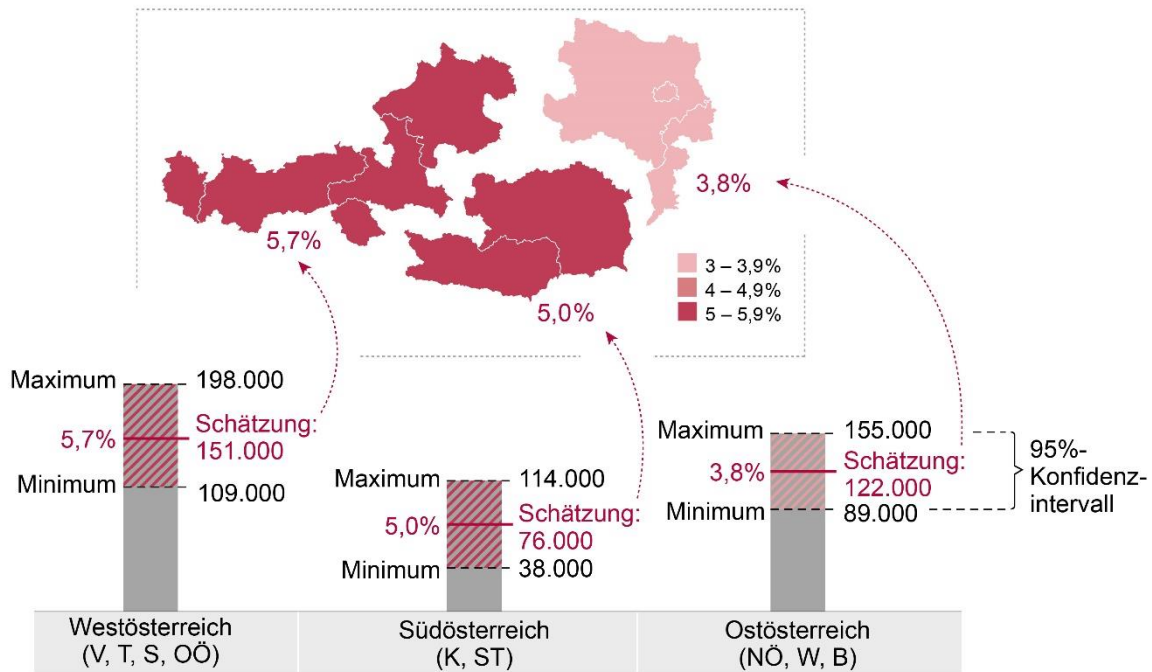 3,8%
5,7%
5,0%
3 – 3,9%
4 – 4,9%
5 – 5,9%
Maximum
198.000
5,7%
Schätzung:
151.000
Minimum
109.000
Maximum
114.000
5,0%
Schätzung:
76.000
Minimum
38.000
Maximum
155.000
3,8%
Schätzung:
122.000
Minimum
89.000
95%-
Konfidenz-
intervall
Westösterreich
(V, T, S, OÖ)
Südösterreich
(K, ST)
Ostösterreich
(NÖ, W, B)